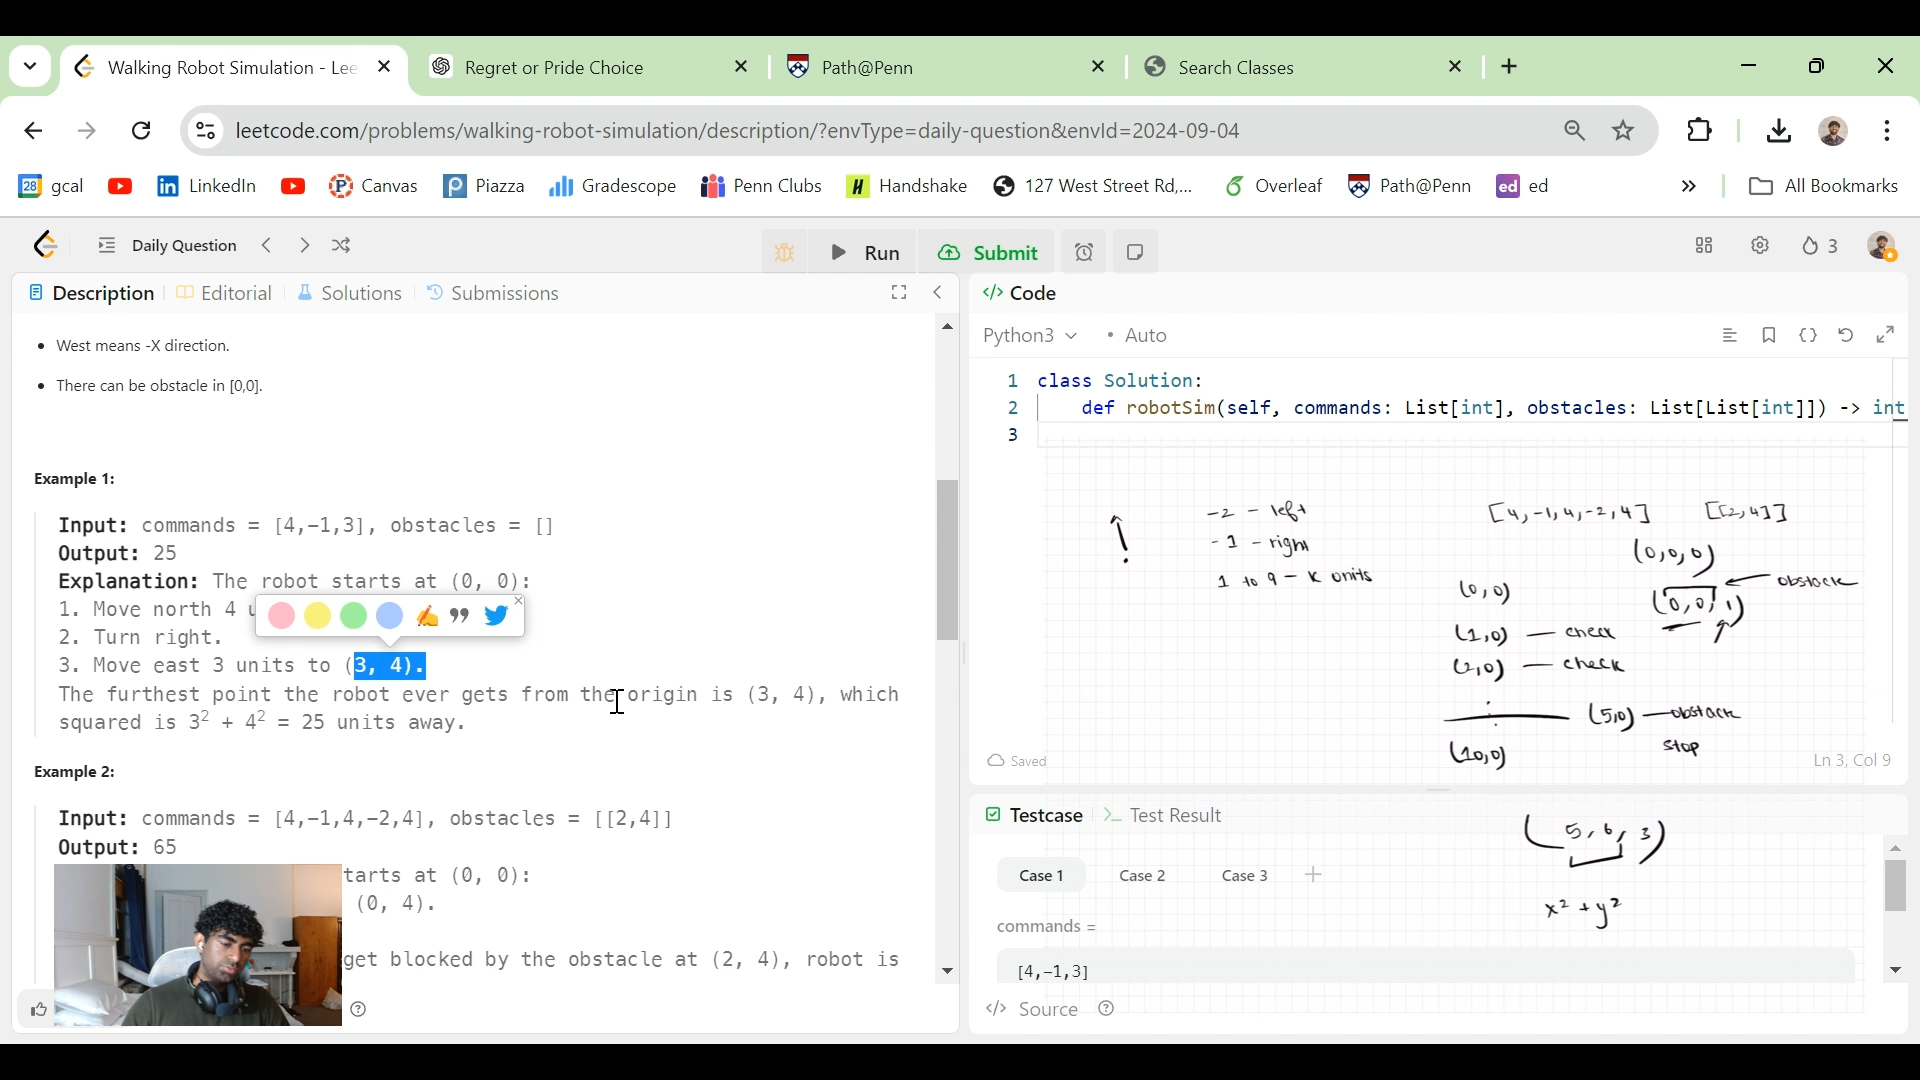 Walking Robot Simulation - Lee
Regret or Pride Choice
Path@Penn
Search Classes
leetcode.com/problems/walking-robot-simulation/description/?envType=daily-question&envId=2024-09-04
28 gcal
LinkedIn
Canvas
Piazza
Gradescope
Penn Clubs
Handshake
127 West Street Rd,...
Overleaf
Path@Penn
ed ed
All Bookmarks
Daily Question
Run
Submit
3
Description
Editorial
Solutions
Submissions
• West means -X direction.
• There can be obstacle in [0,0].
Example 1:
Input: commands = [4,-1,3], obstacles = []
Output: 25
Explanation: The robot starts at (0, 0):
1. Move north 4 u
2. Turn right.
3. Move east 3 units to (3, 4).
The furthest point the robot ever gets from the origin is (3, 4), which
squared is 3² + 4² = 25 units away.
Example 2:
Input: commands = [4,-1,4,-2,4], obstacles = [[2,4]]
Output: 65
tarts at (0, 0):
(0, 4).
get blocked by the obstacle at (2, 4), robot is
</> Code
Python3
• Auto
1 class Solution:
2 def robotSim(self, commands: List[int], obstacles: List[List[int]]) -> int
3
-2 - left
-1 - right
1 to 9 - K units
[4,-1,4,-2,4] [[2,4]]
(0,0,0)
(0,0,1) obstacle
(0,0)
(1,0) — check
(2,0) — check
(5,0) — obstacle
stop
(10,0)
Saved
Ln 3, Col 9
Testcase
Test Result
(5,6,3)
x² + y²
Case 1
Case 2
Case 3
commands =
[4,-1,3]
</> Source